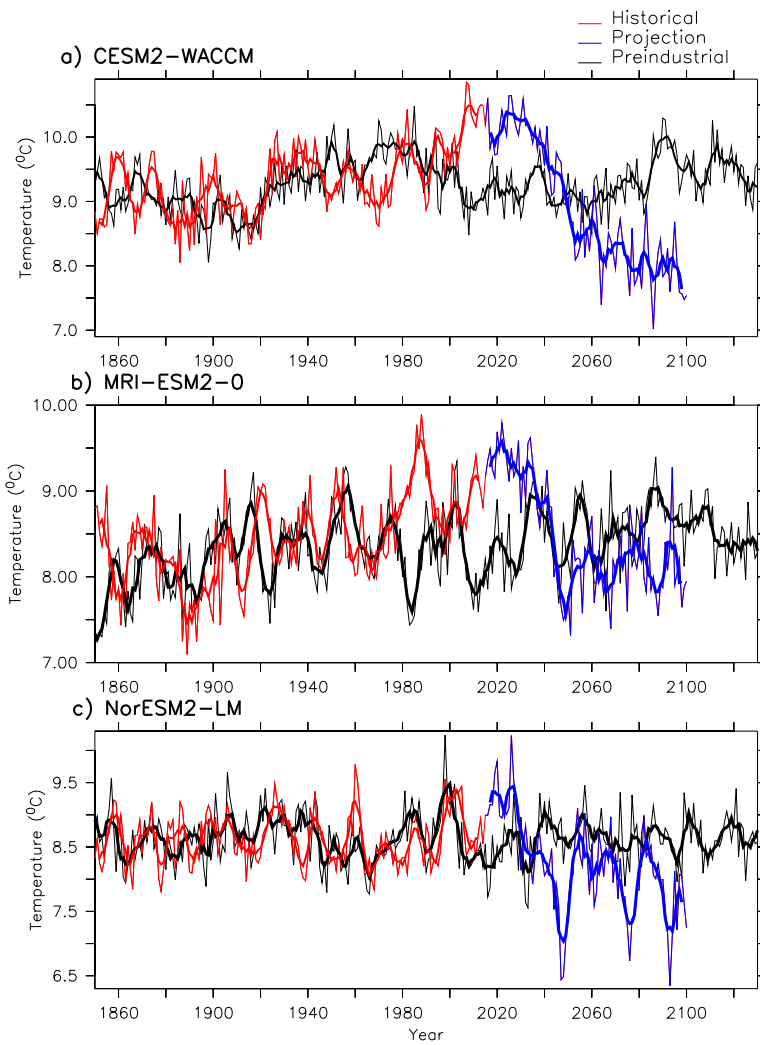 Historical
Projection
Preindustrial
a) CESM2-WACCM
10.0
9.0
8.0
7.0
Temperature (⁰C)
1860 1900 1940 1980 2020 2060 2100
b) MRI-ESM2-0
10.00
9.00
8.00
7.00
Temperature (⁰C)
1860 1900 1940 1980 2020 2060 2100
c) NorESM2-LM
9.5
8.5
7.5
6.5
Temperature (⁰C)
1860 1900 1940 1980 2020 2060 2100
Year